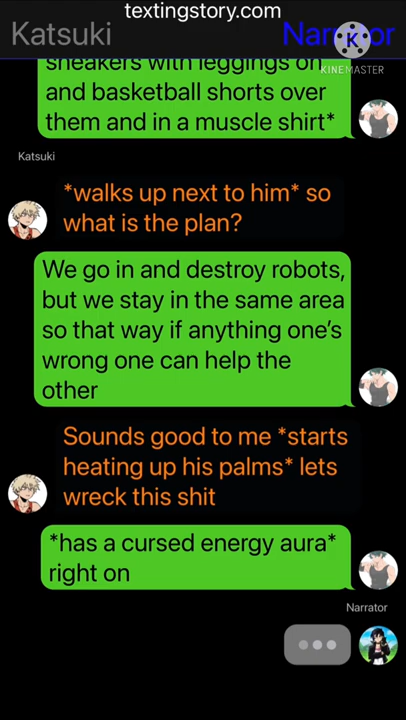 textingstory.com
Katsuki
Narrator
K
KINEMASTER
sneakers with leggings on
and basketball shorts over
them and in a muscle shirt*
Katsuki
*walks up next to him* so
what is the plan?
We go in and destroy robots,
but we stay in the same area
so that way if anything one’s
wrong one can help the
other
Sounds good to me *starts
heating up his palms* lets
wreck this shit
*has a cursed energy aura*
right on
Narrator